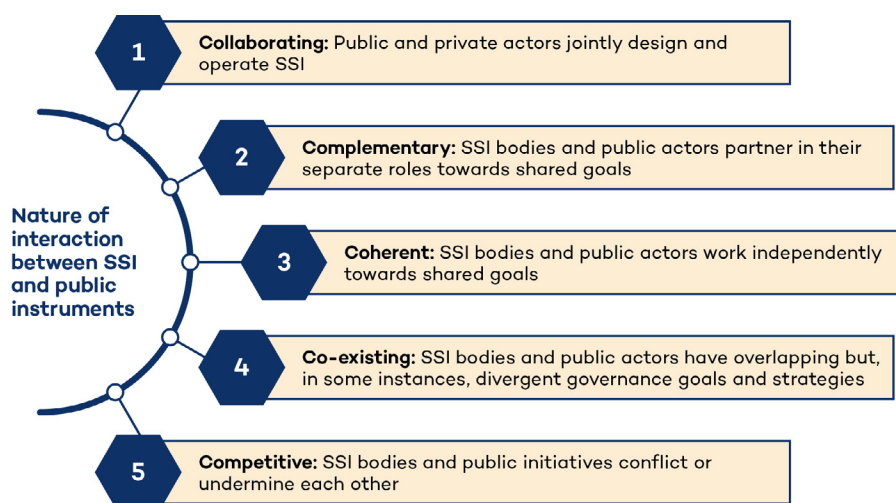 1
Collaborating: Public and private actors jointly design and
operate SSI
2
Complementary: SSI bodies and public actors partner in their
separate roles towards shared goals
Nature of
interaction
between SSI
and public
instruments
3
Coherent: SSI bodies and public actors work independently
towards shared goals
4
Co-existing: SSI bodies and public actors have overlapping but,
in some instances, divergent governance goals and strategies
5
Competitive: SSI bodies and public initiatives conflict or
undermine each other